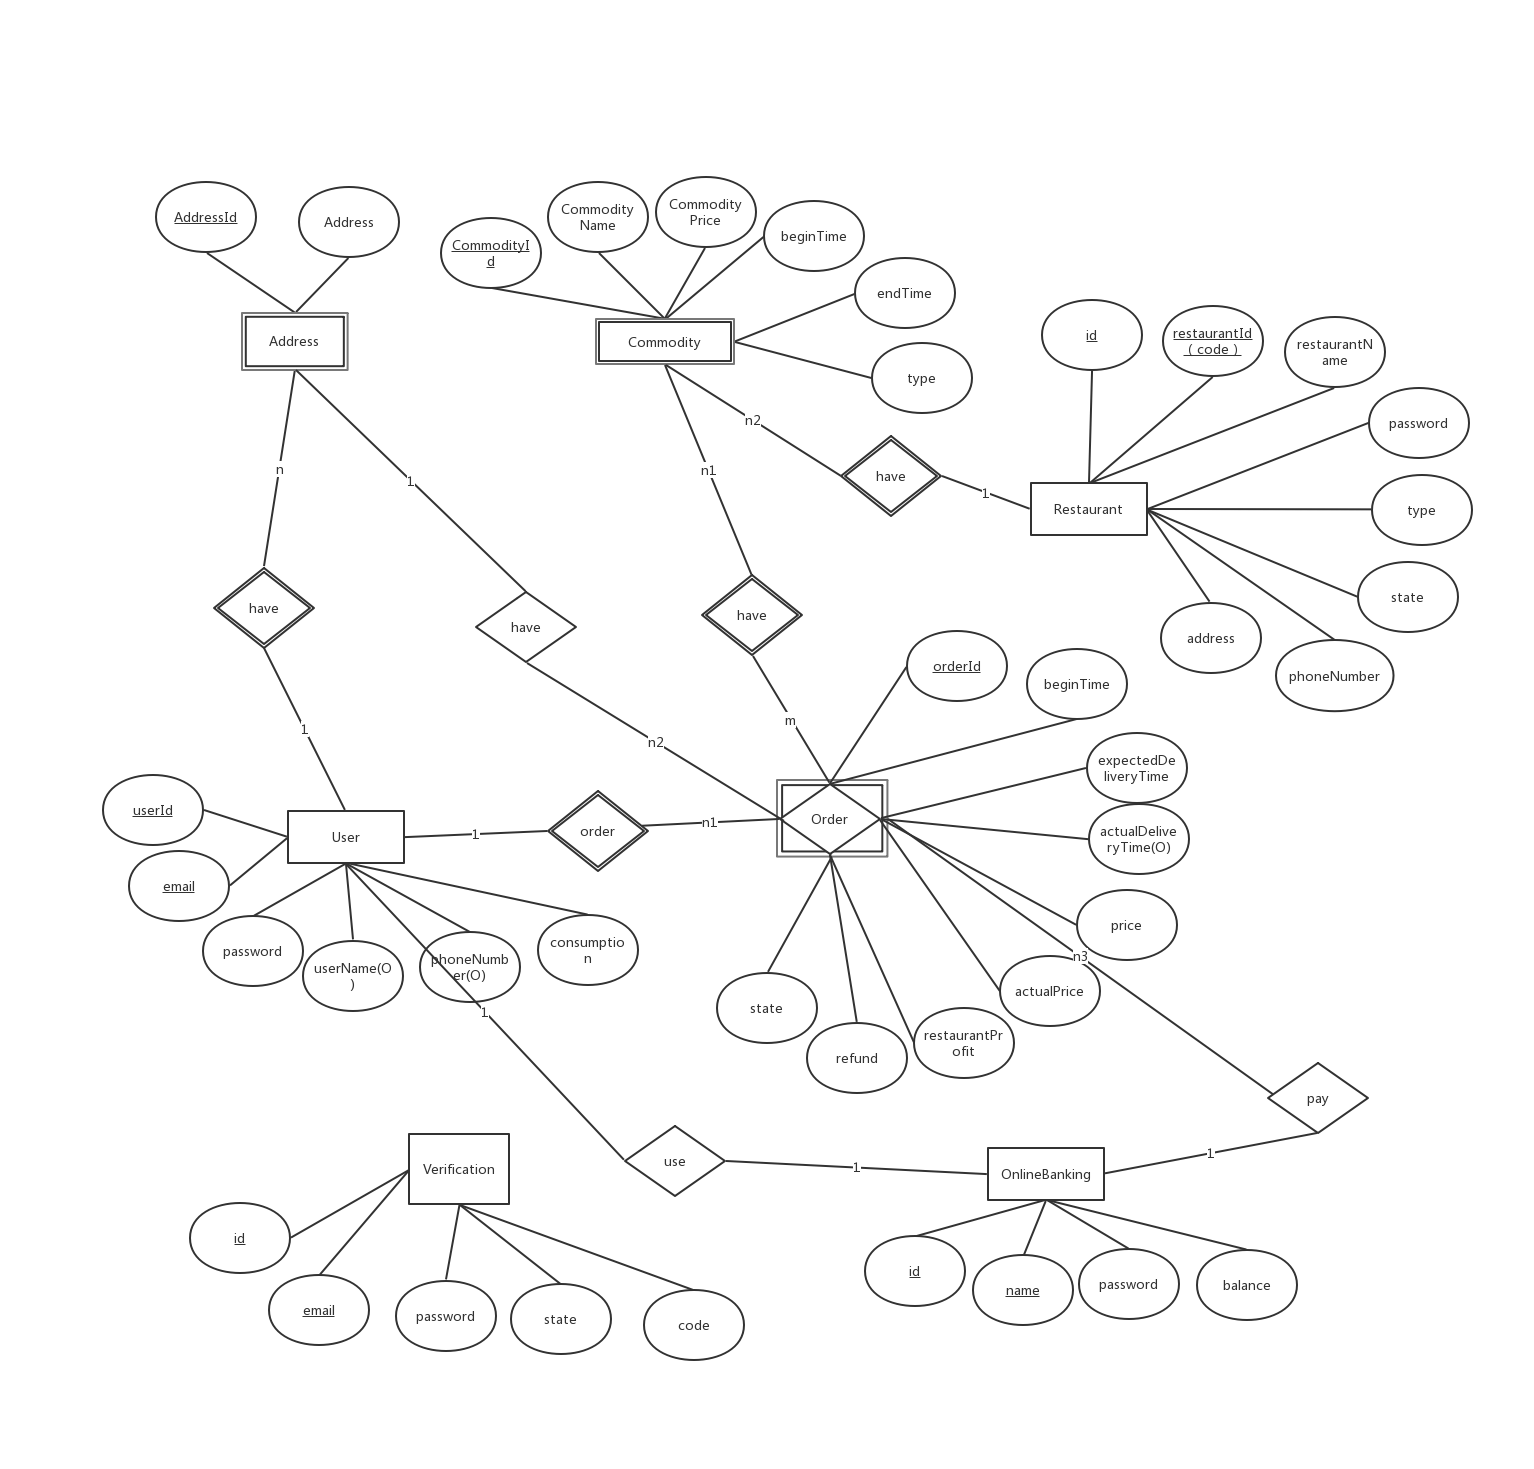 AddressId
Address
Commodity
Name
Commodity
Price
beginTime
CommodityI
d
endTime
type
Address
Commodity
id
restaurantId
（code）
restaurantN
ame
password
n2
have
1
n
1
n1
Restaurant
type
have
have
have
state
address
phoneNumber
orderId
beginTime
1
n2
m
expectedDe
liveryTime
userId
User
1
order
n1
Order
actualDelive
ryTime(O)
email
password
userName(O
)
phoneNumb
er(O)
consumptio
n
price
n3
actualPrice
1
state
refund
restaurantPr
ofit
pay
Verification
use
1
OnlineBanking
1
id
email
password
state
code
id
name
password
balance